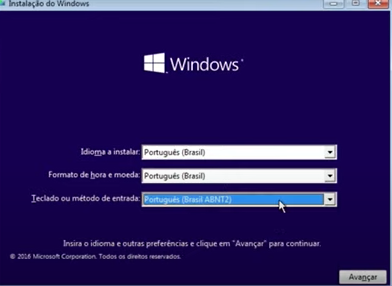 Instalação do Windows
Windows
Idioma a instalar: Português (Brasil)
Formato de hora e moeda: Português (Brasil)
Teclado ou método de entrada: Português (Brasil ABNT2)
Insira o idioma e outras preferências e clique em "Avançar" para continuar.
© 2016 Microsoft Corporation. Todos os direitos reservados.
Avançar